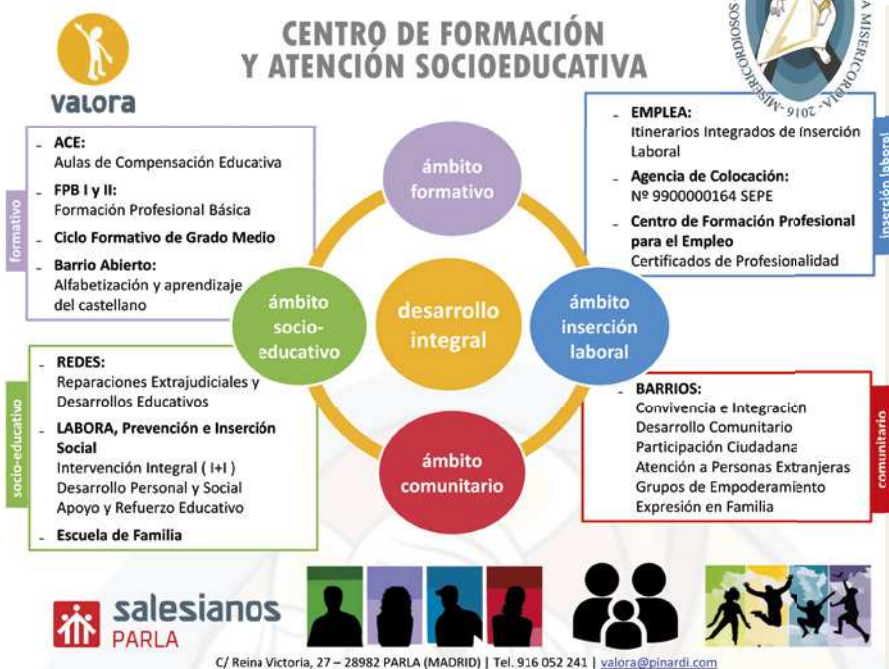 valora
CENTRO DE FORMACIÓN
Y ATENCIÓN SOCIOEDUCATIVA
MISERICORDIOSOS
A MISERICORDIA - 2016 -
formativo
- ACE:
Aulas de Compensación Educativa
- FPB I y II:
Formación Profesional Básica
- Ciclo Formativo de Grado Medio
- Barrio Abierto:
Alfabetización y aprendizaje
del castellano
ámbito
formativo
- EMPLEA:
Itinerarios Integrados de Inserción
Laboral
- Agencia de Colocación:
Nº 9900000164 SEPE
- Centro de Formación Profesional
para el Empleo
Certificados de Profesionalidad
inserción laboral
ámbito
socio-
educativo
desarrollo
integral
ámbito
inserción
laboral
socio-educativo
- REDES:
Reparaciones Extrajudiciales y
Desarrollos Educativos
- LABORA, Prevención e Inserción
Social
Intervención Integral ( I+I )
Desarrollo Personal y Social
Apoyo y Refuerzo Educativo
- Escuela de Familia
ámbito
comunitario
- BARRIOS:
Convivencia e Integración
Desarrollo Comunitario
Participación Ciudadana
Atención a Personas Extranjeras
Grupos de Empoderamiento
Expresión en Familia
comunitario
salesianos
PARLA
C/ Reina Victoria, 27 – 28982 PARLA (MADRID) | Tel. 916 052 241 | valora@pinardi.com